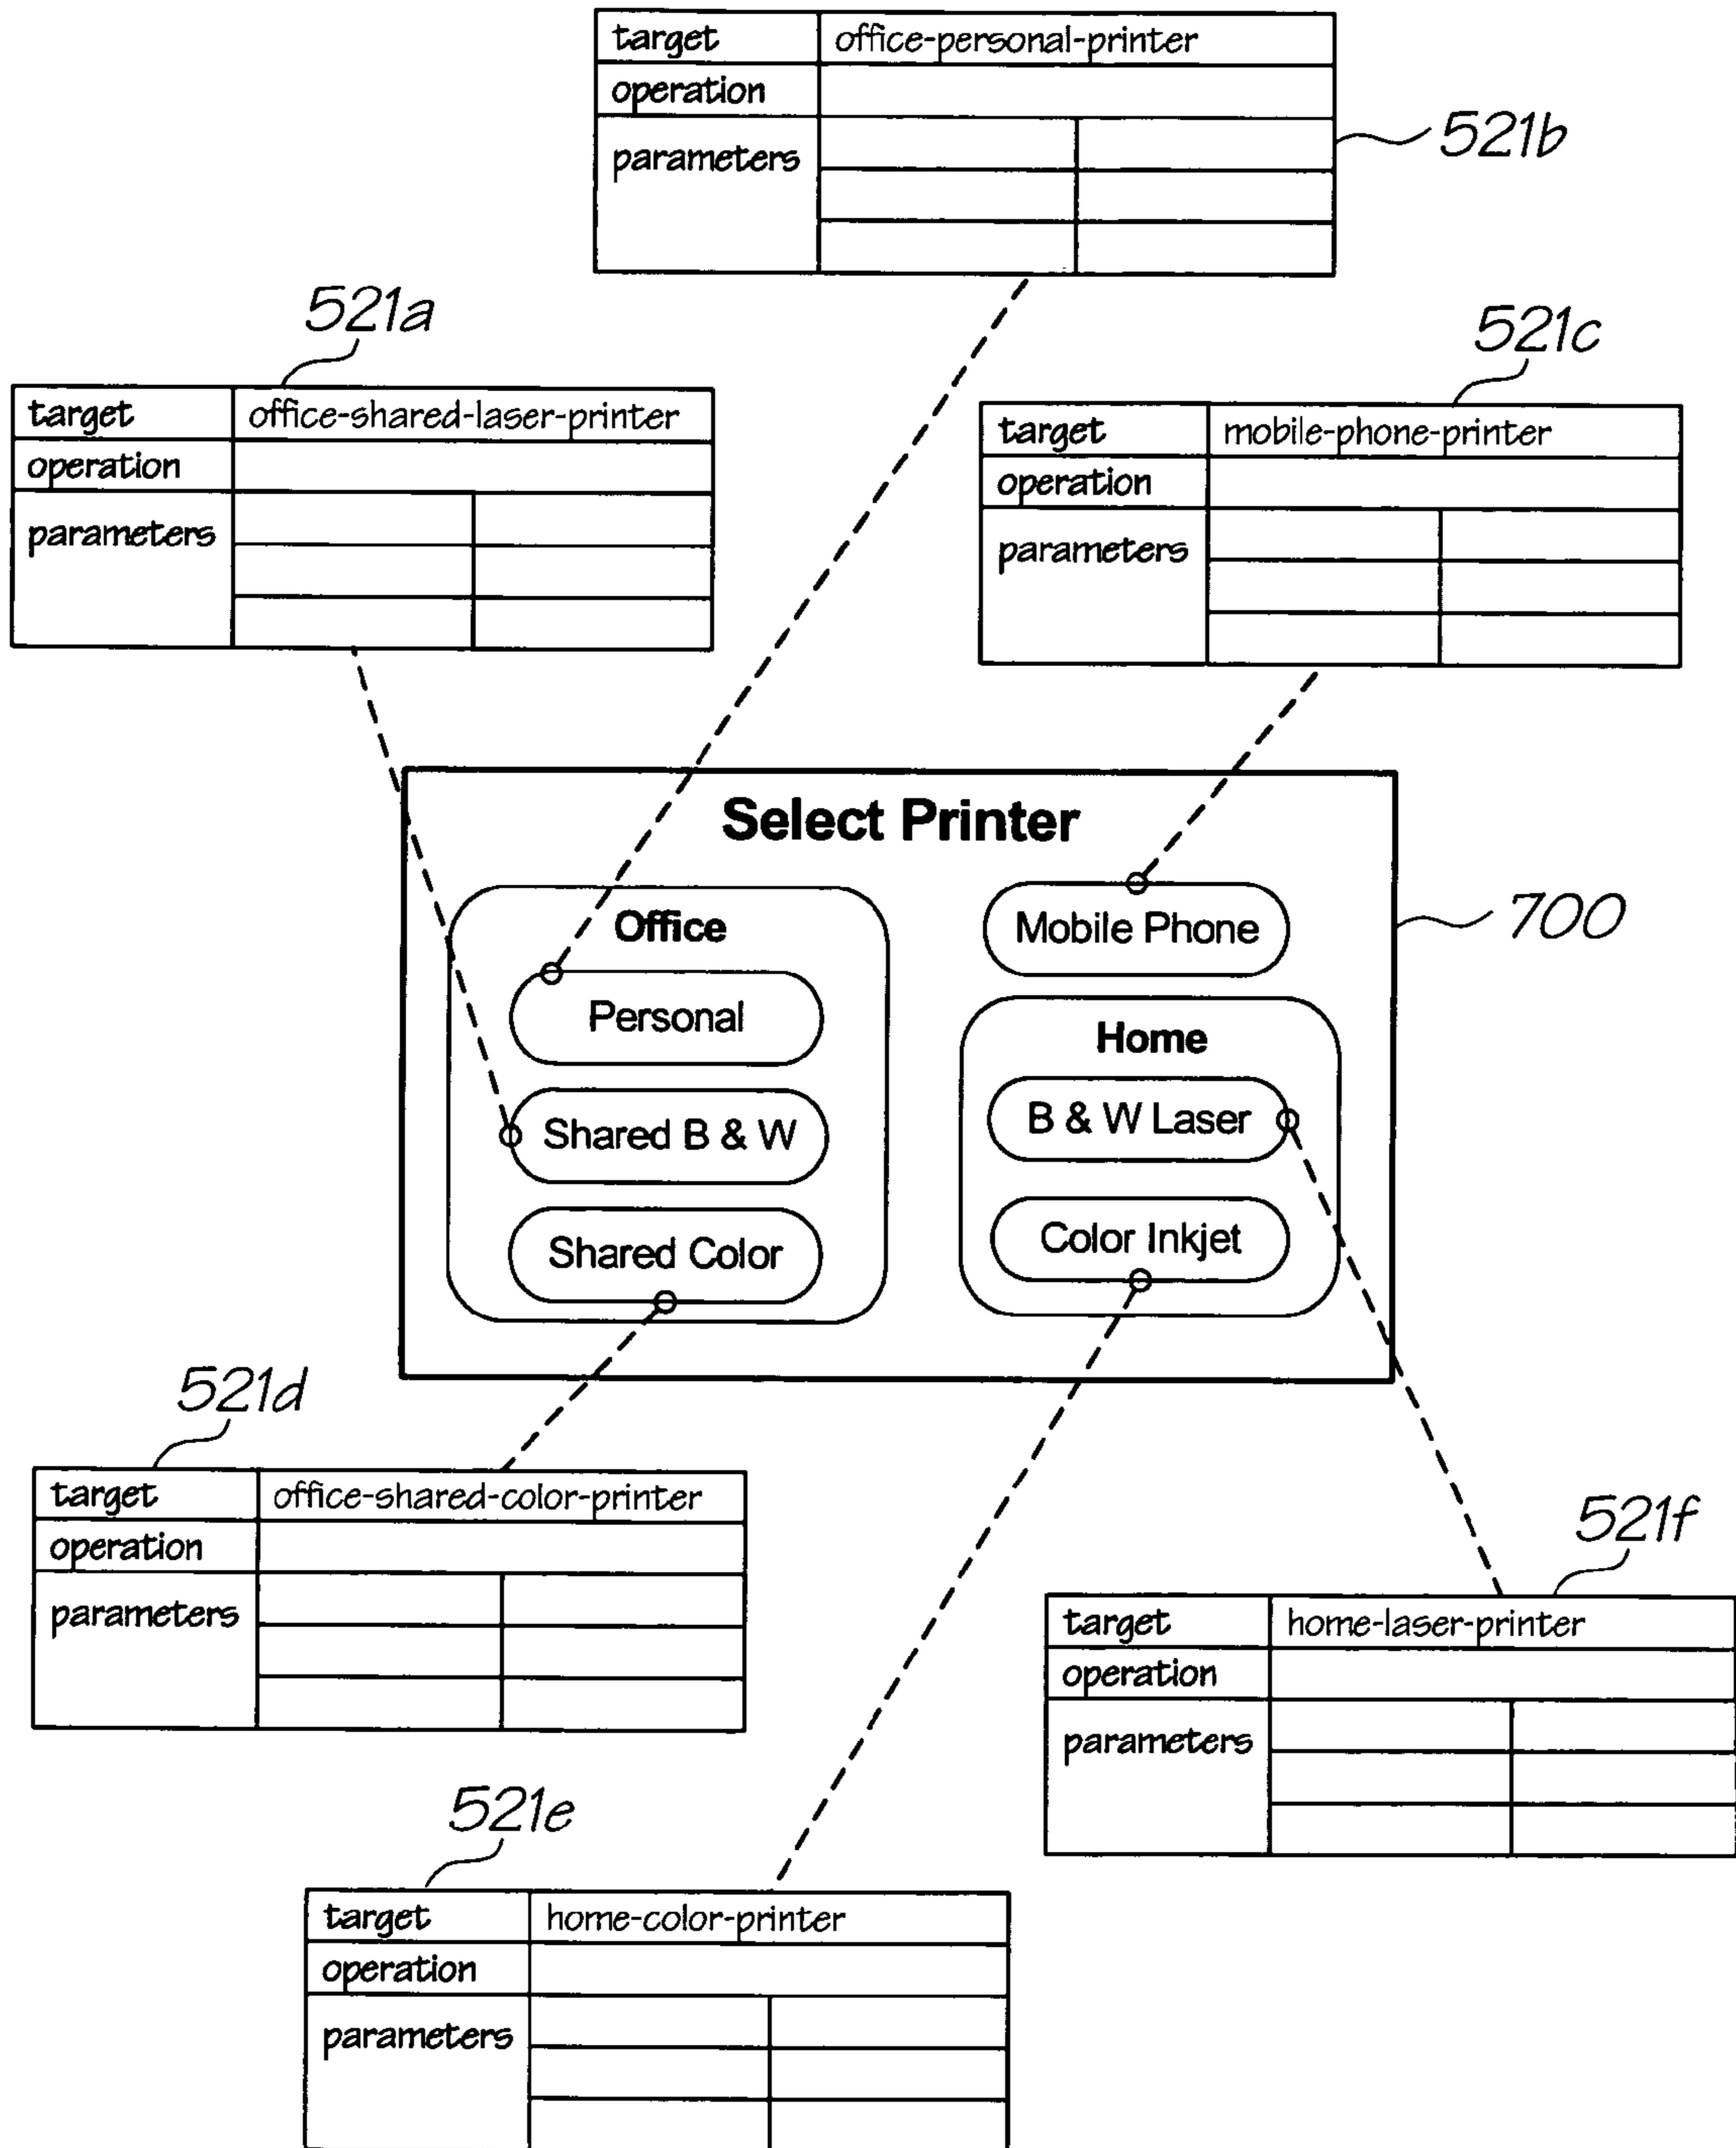 target office-personal-printer
operation
parameters
521b
521a
target office-shared-laser-printer
operation
parameters
521c
target mobile-phone-printer
operation
parameters
Select Printer
700
Office
Personal
Shared B & W
Shared Color
Mobile Phone
Home
B & W Laser
Color Inkjet
521d
target office-shared-color-printer
operation
parameters
521f
target home-laser-printer
operation
parameters
521e
target home-color-printer
operation
parameters